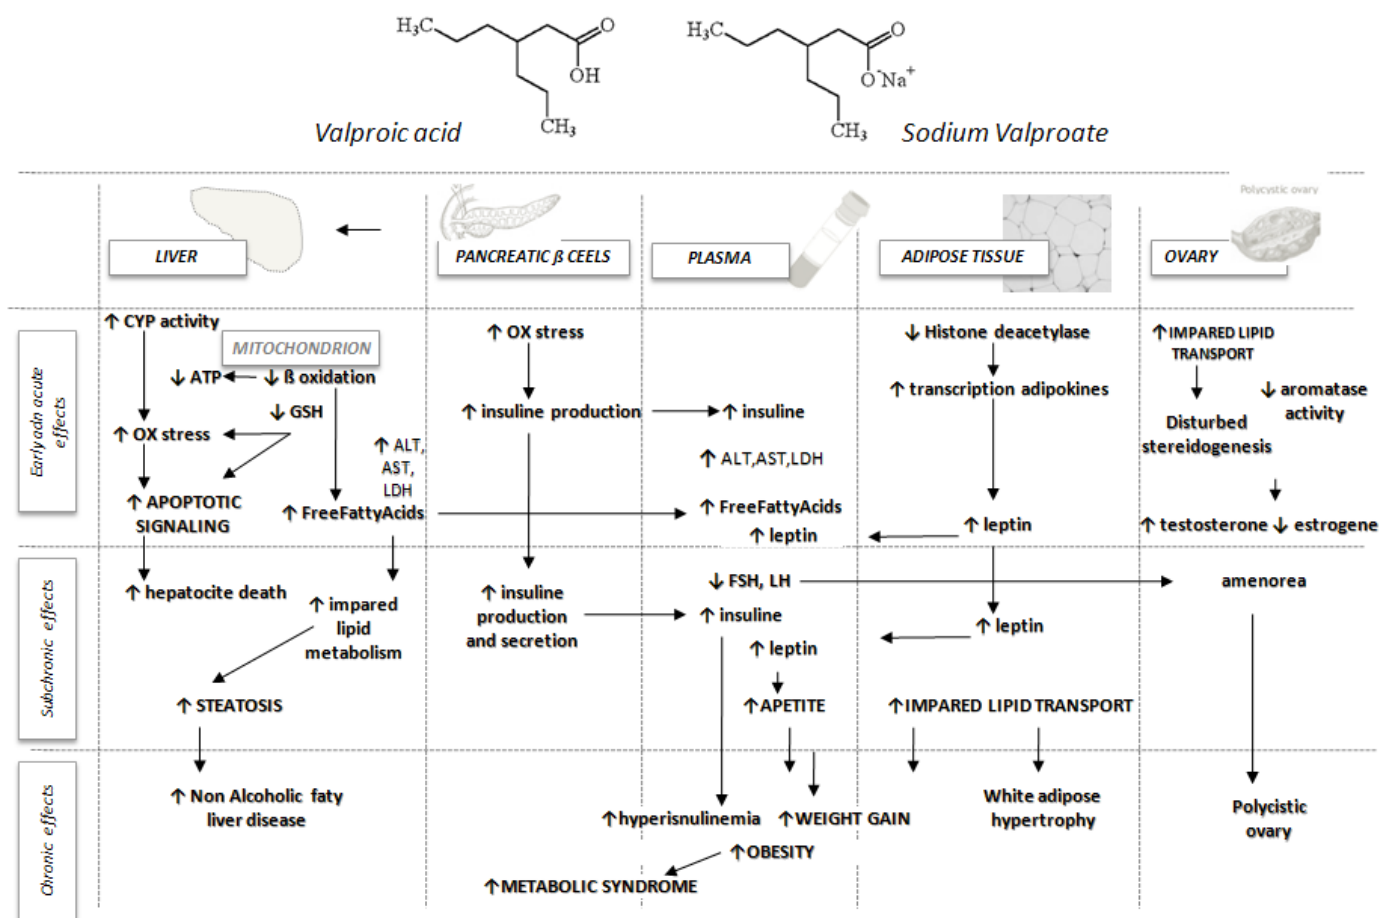 H₃C
O
OH
CH₃
Valproic acid
H₃C
O
O⁻Na⁺
CH₃
Sodium Valproate
LIVER
PANCREATIC β CEELS
PLASMA
ADIPOSE TISSUE
Polycystic ovary
OVARY
Early adn acute
effects
↑ CYP activity
MITOCHONDRION
↓ ATP
↓ ß oxidation
↓ GSH
↑ OX stress
↑ ALT,
AST,
LDH
↑ APOPTOTIC
SIGNALING
↑ FreeFattyAcids
↑ OX stress
↑ insuline production
↑ insuline
↑ ALT,AST,LDH
↑ FreeFattyAcids
↑ leptin
↓ Histone deacetylase
↑ transcription adipokines
↑ leptin
↑ IMPARED LIPID
TRANSPORT
↓ aromatase
activity
Disturbed
stereidogenesis
↑ testosterone ↓ estrogene
Subchronic effects
↑ hepatocite death
↑ impared
lipid
metabolism
↑ STEATOSIS
↑ insuline
production
and secretion
↓ FSH, LH
↑ insuline
↑ leptin
↑ APETITE
↑ leptin
↑ IMPARED LIPID TRANSPORT
amenorea
Chronic effects
↑ Non Alcoholic faty
liver disease
↑ hyperisnulinemia
↑ WEIGHT GAIN
↑ OBESITY
↑ METABOLIC SYNDROME
White adipose
hypertrophy
Polycistic
ovary